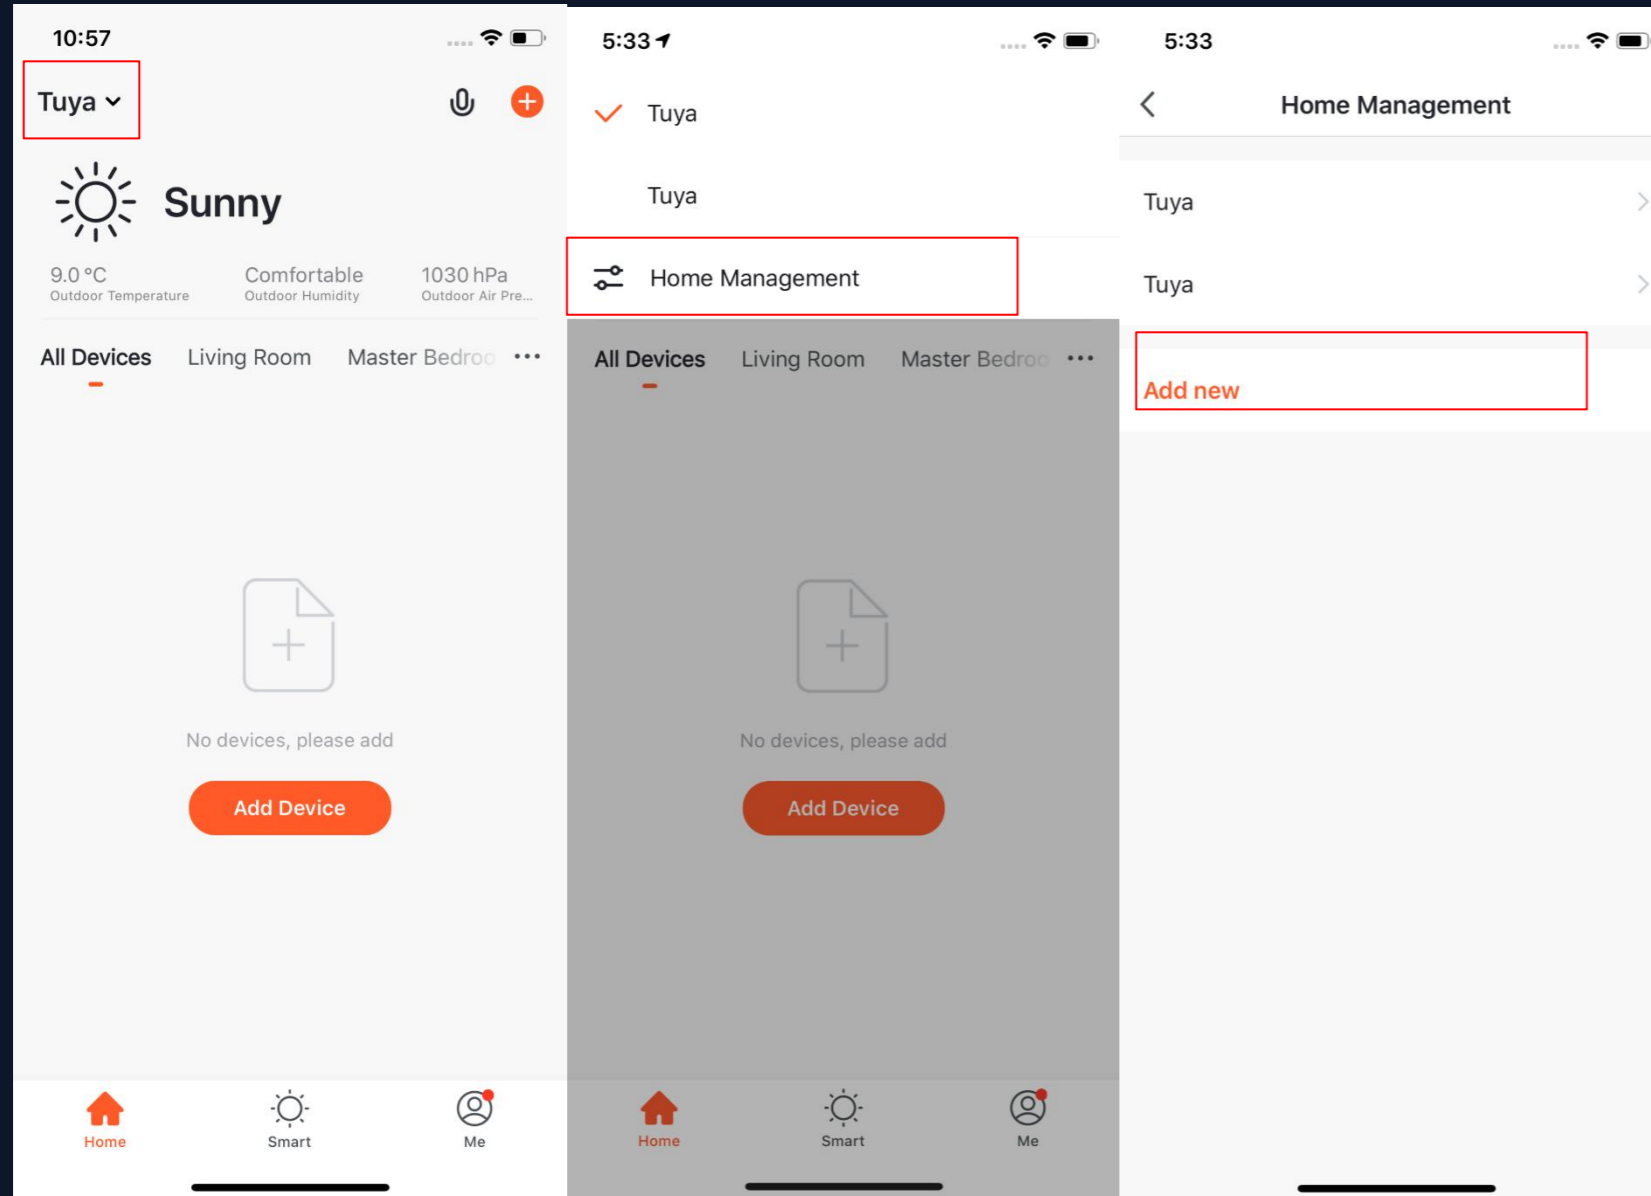 10:57
Tuya
Sunny
9.0 °C
Outdoor Temperature
Comfortable
Outdoor Humidity
1030 hPa
Outdoor Air Pre...
All Devices Living Room Master Bedroo ...
No devices, please add
Add Device
Home Smart Me
5:33
Tuya
Tuya
Home Management
All Devices Living Room Master Bedroo ...
No devices, please add
Add Device
Home Smart Me
5:33
Home Management
Tuya
Tuya
Add new